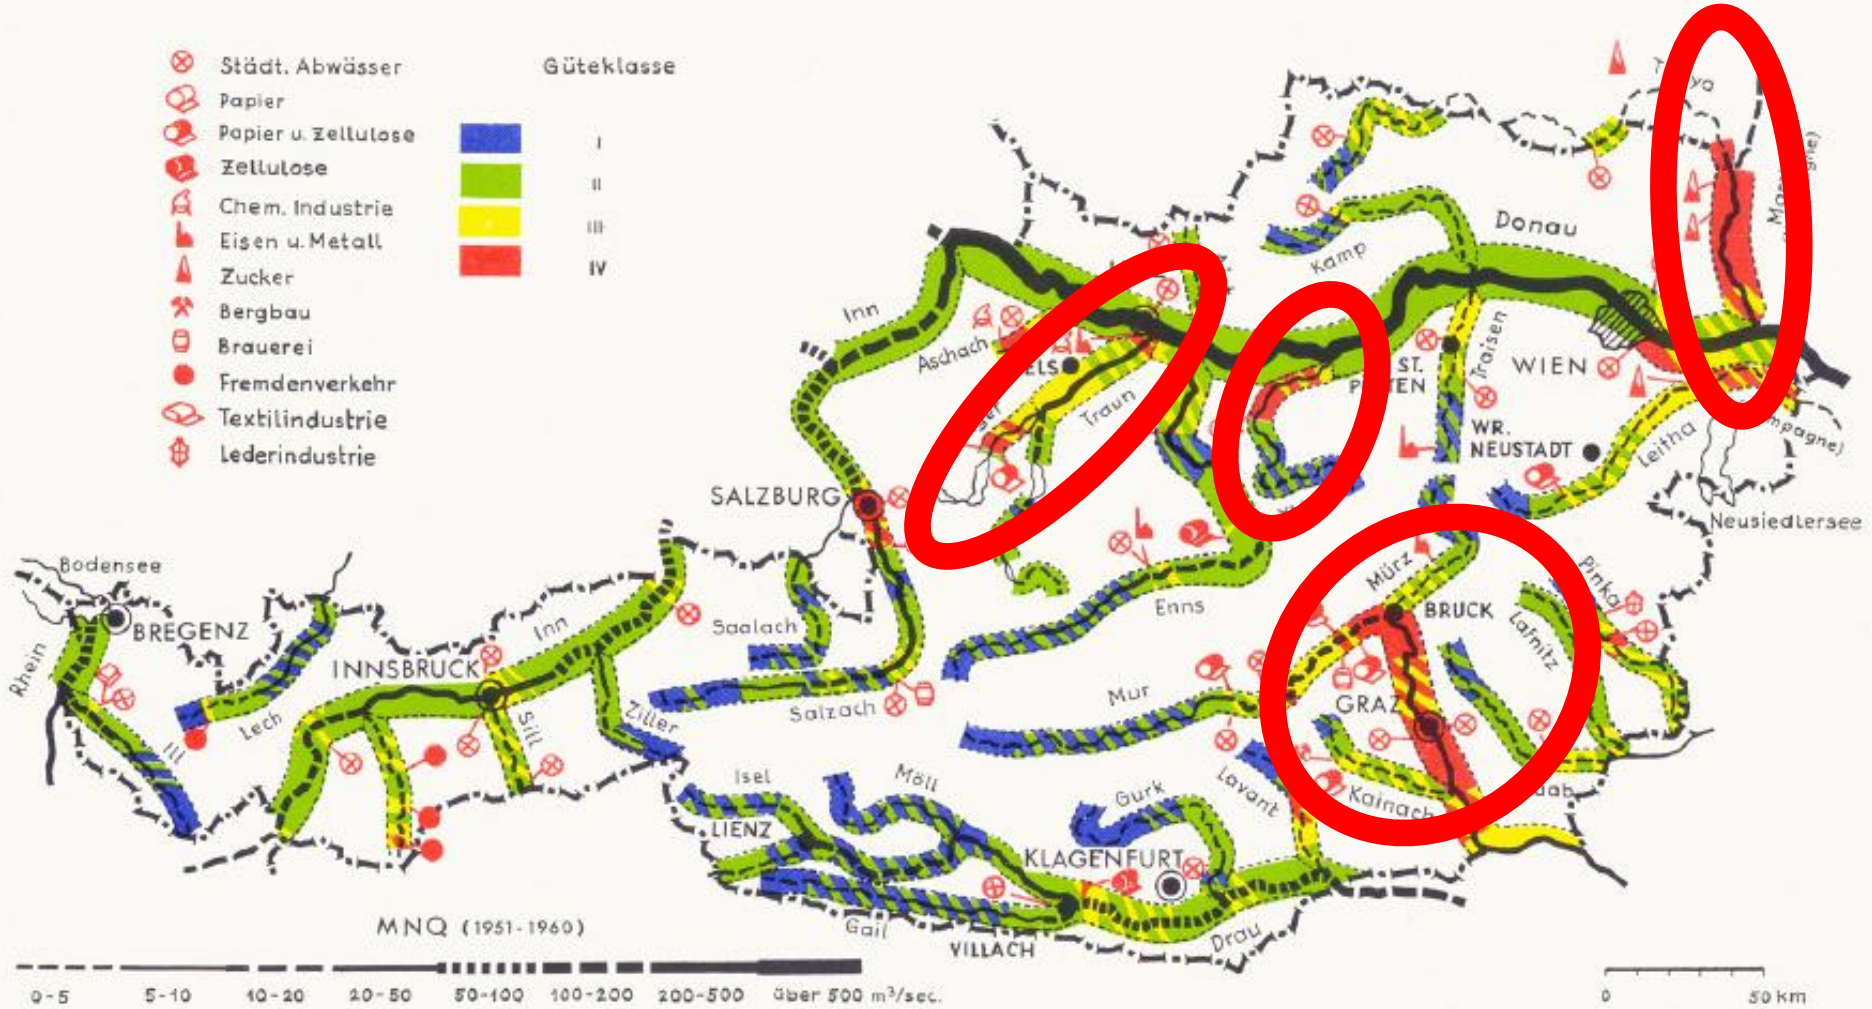 Städt. Abwässer
Papier
Papier u. Zellulose
Zellulose
Chem. Industrie
Eisen u. Metall
Zucker
Bergbau
Brauerei
Fremdenverkehr
Textilindustrie
Lederindustrie
Güteklasse
I
II
III
IV
Donau
Kamp
Inn
Aschach
ELS
Traun
ST.
TEN
Traisen
WIEN
WR.
NEUSTADT
Leitha
Neusiedlersee
SALZBURG
Bodensee
BREGENZ
Rhein
Ill
Lech
INNSBRUCK
Inn
Sill
Ziller
Saalach
Salzach
Enns
Mur
Mürz
BRUCK
GRAZ
Kainach
Lafnitz
Pinka
Lavant
Isel
Möll
Gurk
LIENZ
KLAGENFURT
Gail
VILLACH
Drau
MNQ (1951-1960)
0-5 5-10 10-20 20-50 50-100 100-200 200-500 über 500 m³/sec.
0 50 km